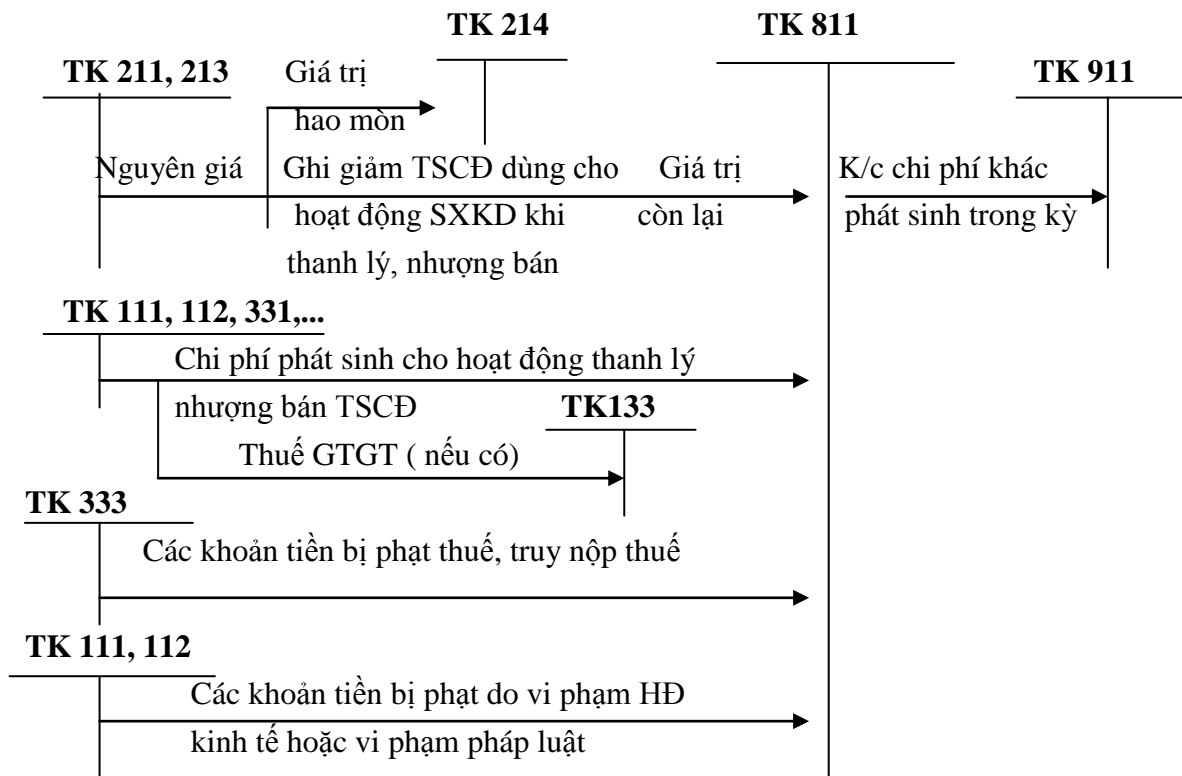 TK 214
TK 811
TK 211, 213
Giá trị
TK 911
hao mòn
Nguyên giá
Ghi giảm TSCĐ dùng cho
Giá trị
K/c chi phí khác
hoạt động SXKD khi
còn lại
phát sinh trong kỳ
thanh lý, nhượng bán
TK 111, 112, 331,...
Chi phí phát sinh cho hoạt động thanh lý
nhượng bán TSCĐ
TK133
Thuế GTGT ( nếu có)
TK 333
Các khoản tiền bị phạt thuế, truy nộp thuế
TK 111, 112
Các khoản tiền bị phạt do vi phạm HĐ
kinh tế hoặc vi phạm pháp luật